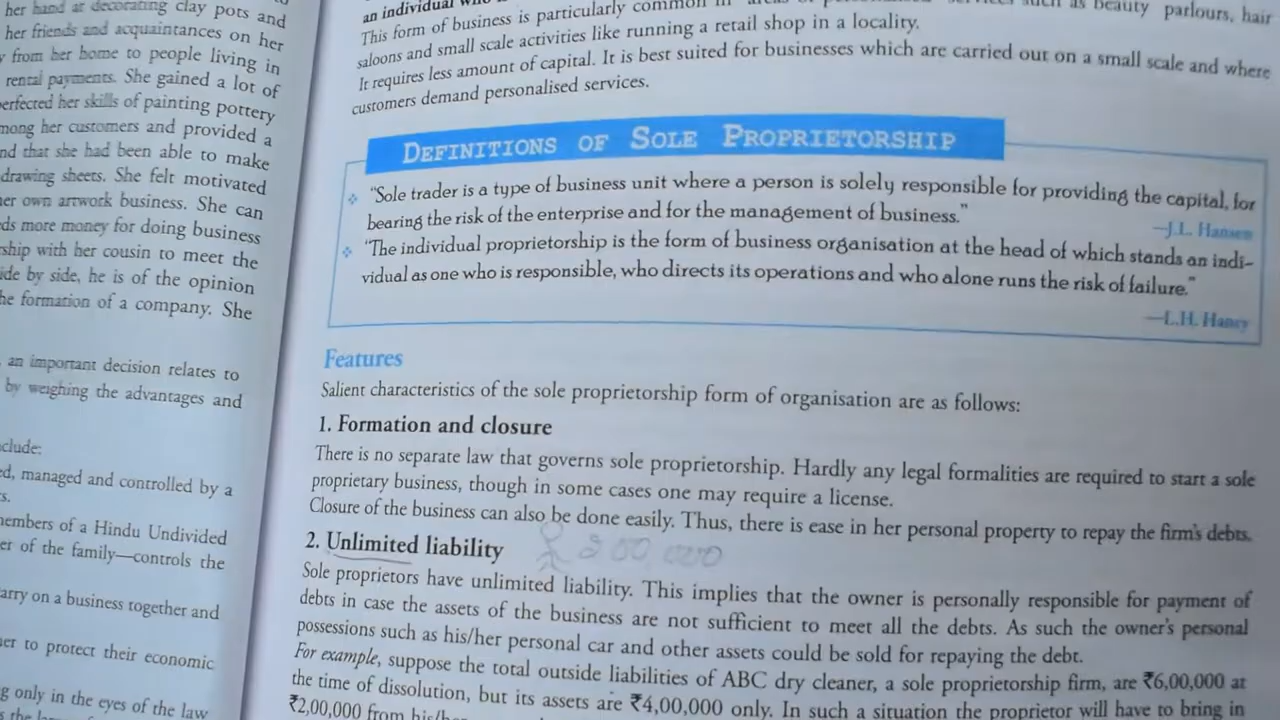 her hand at decorating clay pots and
her friends and acquaintances on her
from her home to people living in
rental payments. She gained a lot of
perfected her skills of painting pottery
mong her customers and provided a
nd that she had been able to make
drawing sheets. She felt motivated
her own artwork business. She can
ds more money for doing business
ship with her cousin to meet the
ide by side, he is of the opinion
he formation of a company. She
an important decision relates to
by weighing the advantages and
clude:
ed, managed and controlled by a
s.
nembers of a Hindu Undivided
er of the family—controls the
arry on a business together and
er to protect their economic
g only in the eyes of the law
an individual
This form of business is particularly common in beauty parlours, hair
saloons and small scale activities like running a retail shop in a locality.
It requires less amount of capital. It is best suited for businesses which are carried out on a small scale and where
customers demand personalised services.
DEFINITIONS OF SOLE PROPRIETORSHIP
"Sole trader is a type of business unit where a person is solely responsible for providing the capital, for
bearing the risk of the enterprise and for the management of business."
—J.L. Hansen
"The individual proprietorship is the form of business organisation at the head of which stands an indi-
vidual as one who is responsible, who directs its operations and who alone runs the risk of failure."
—L.H. Haney
Features
Salient characteristics of the sole proprietorship form of organisation are as follows:
1. Formation and closure
There is no separate law that governs sole proprietorship. Hardly any legal formalities are required to start a sole
proprietary business, though in some cases one may require a license.
Closure of the business can also be done easily. Thus, there is ease in her personal property to repay the firm's debts.
2. Unlimited liability
Sole proprietors have unlimited liability. This implies that the owner is personally responsible for payment of
debts in case the assets of the business are not sufficient to meet all the debts. As such the owner's personal
possessions such as his/her personal car and other assets could be sold for repaying the debt.
For example, suppose the total outside liabilities of ABC dry cleaner, a sole proprietorship firm, are ₹6,00,000 at
the time of dissolution, but its assets are ₹4,00,000 only. In such a situation the proprietor will have to bring in
₹2,00,000 from